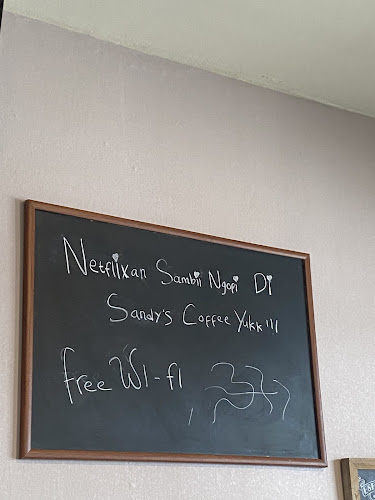 Netflixan Sambil Ngopi Di
Sandy's Coffee Yukk!!!
Free WI-fI